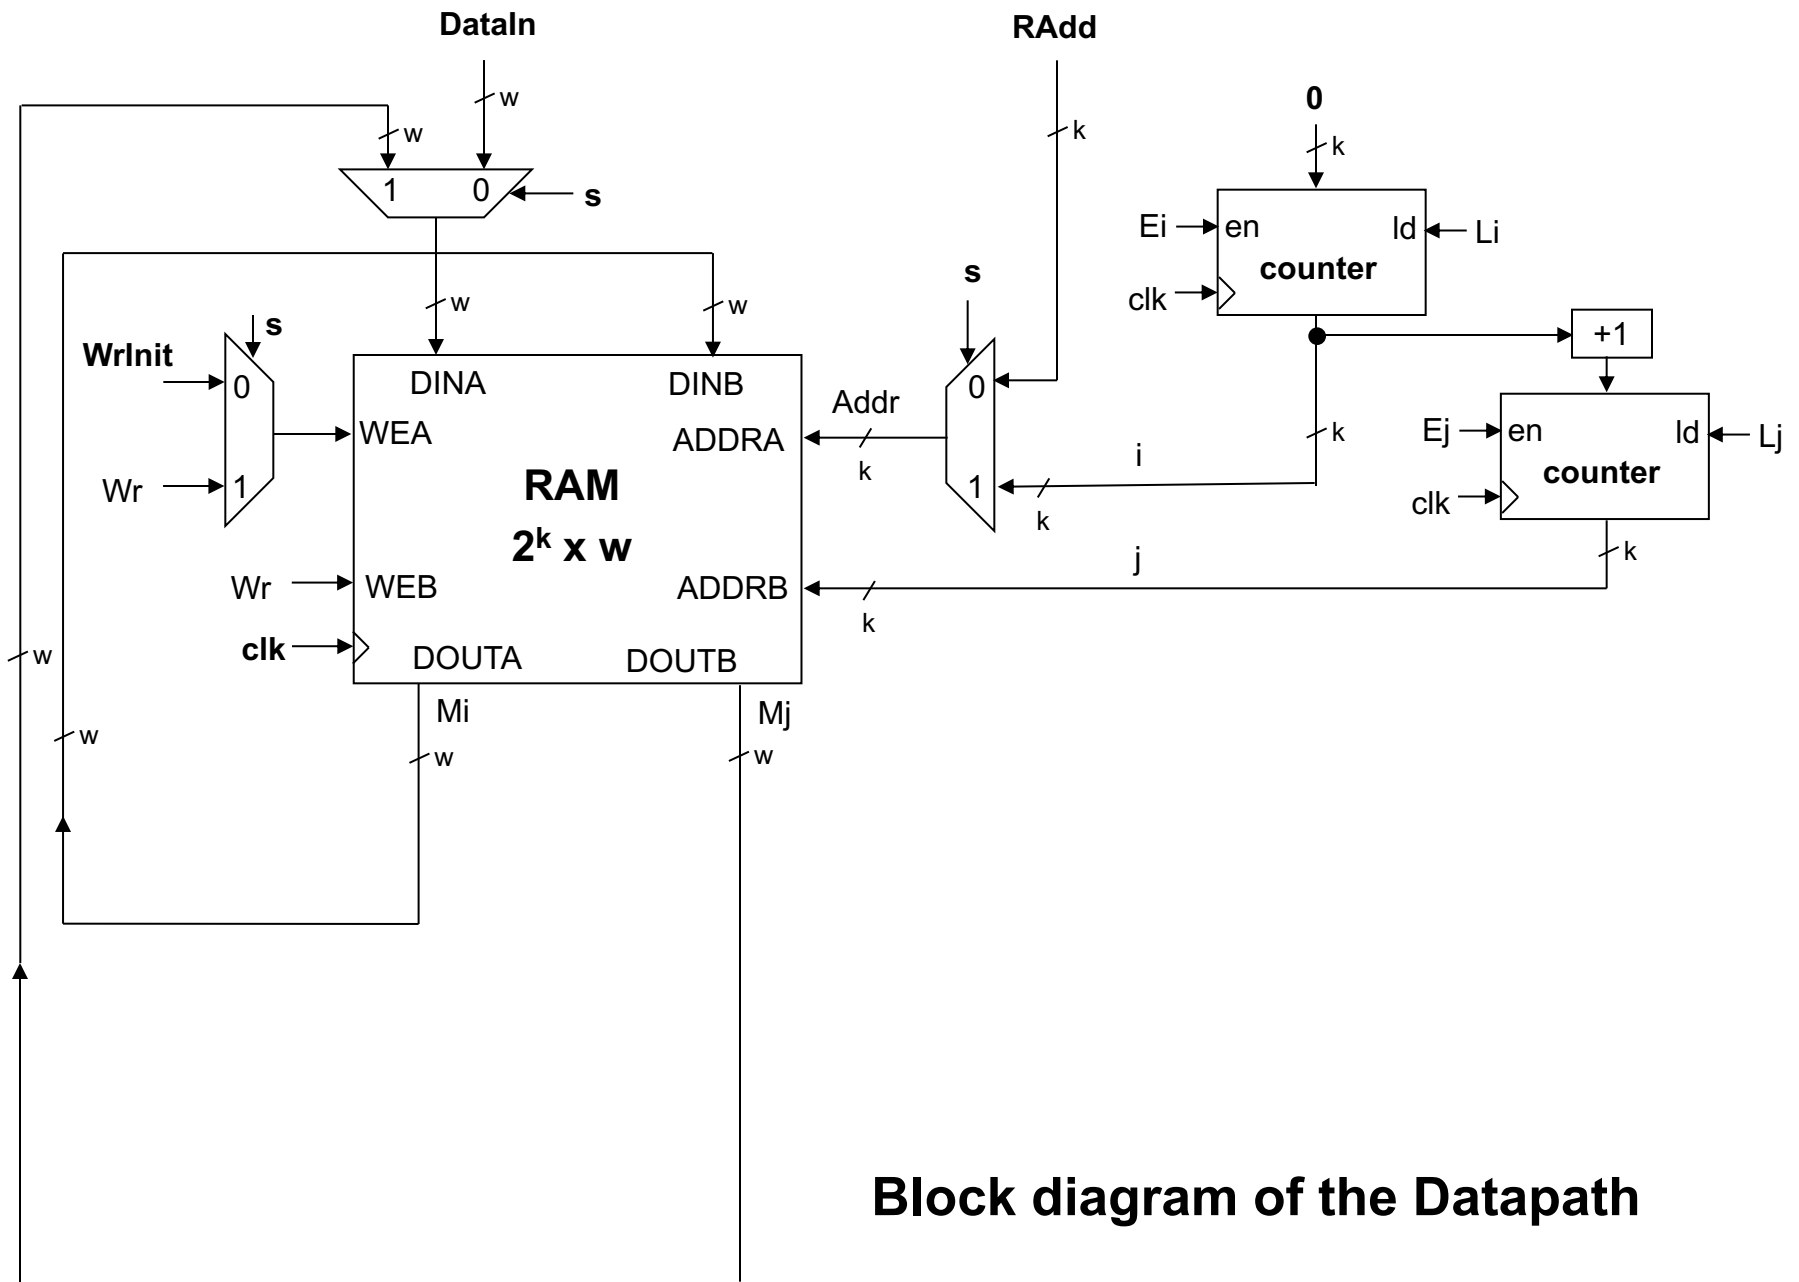 DataIn
RAdd
0
w
k
w
k
1
0
s
Ei
en
ld
Li
s
counter
clk
w
w
s
+1
WrInit
0
DINA
DINB
0
Addr
WEA
ADDRA
k
Ej
en
ld
Lj
i
k
counter
Wr
1
RAM
1
clk
k
2ᵏ x w
j
k
Wr
WEB
ADDRB
k
clk
w
DOUTA
DOUTB
Mi
Mj
w
w
w
Block diagram of the Datapath